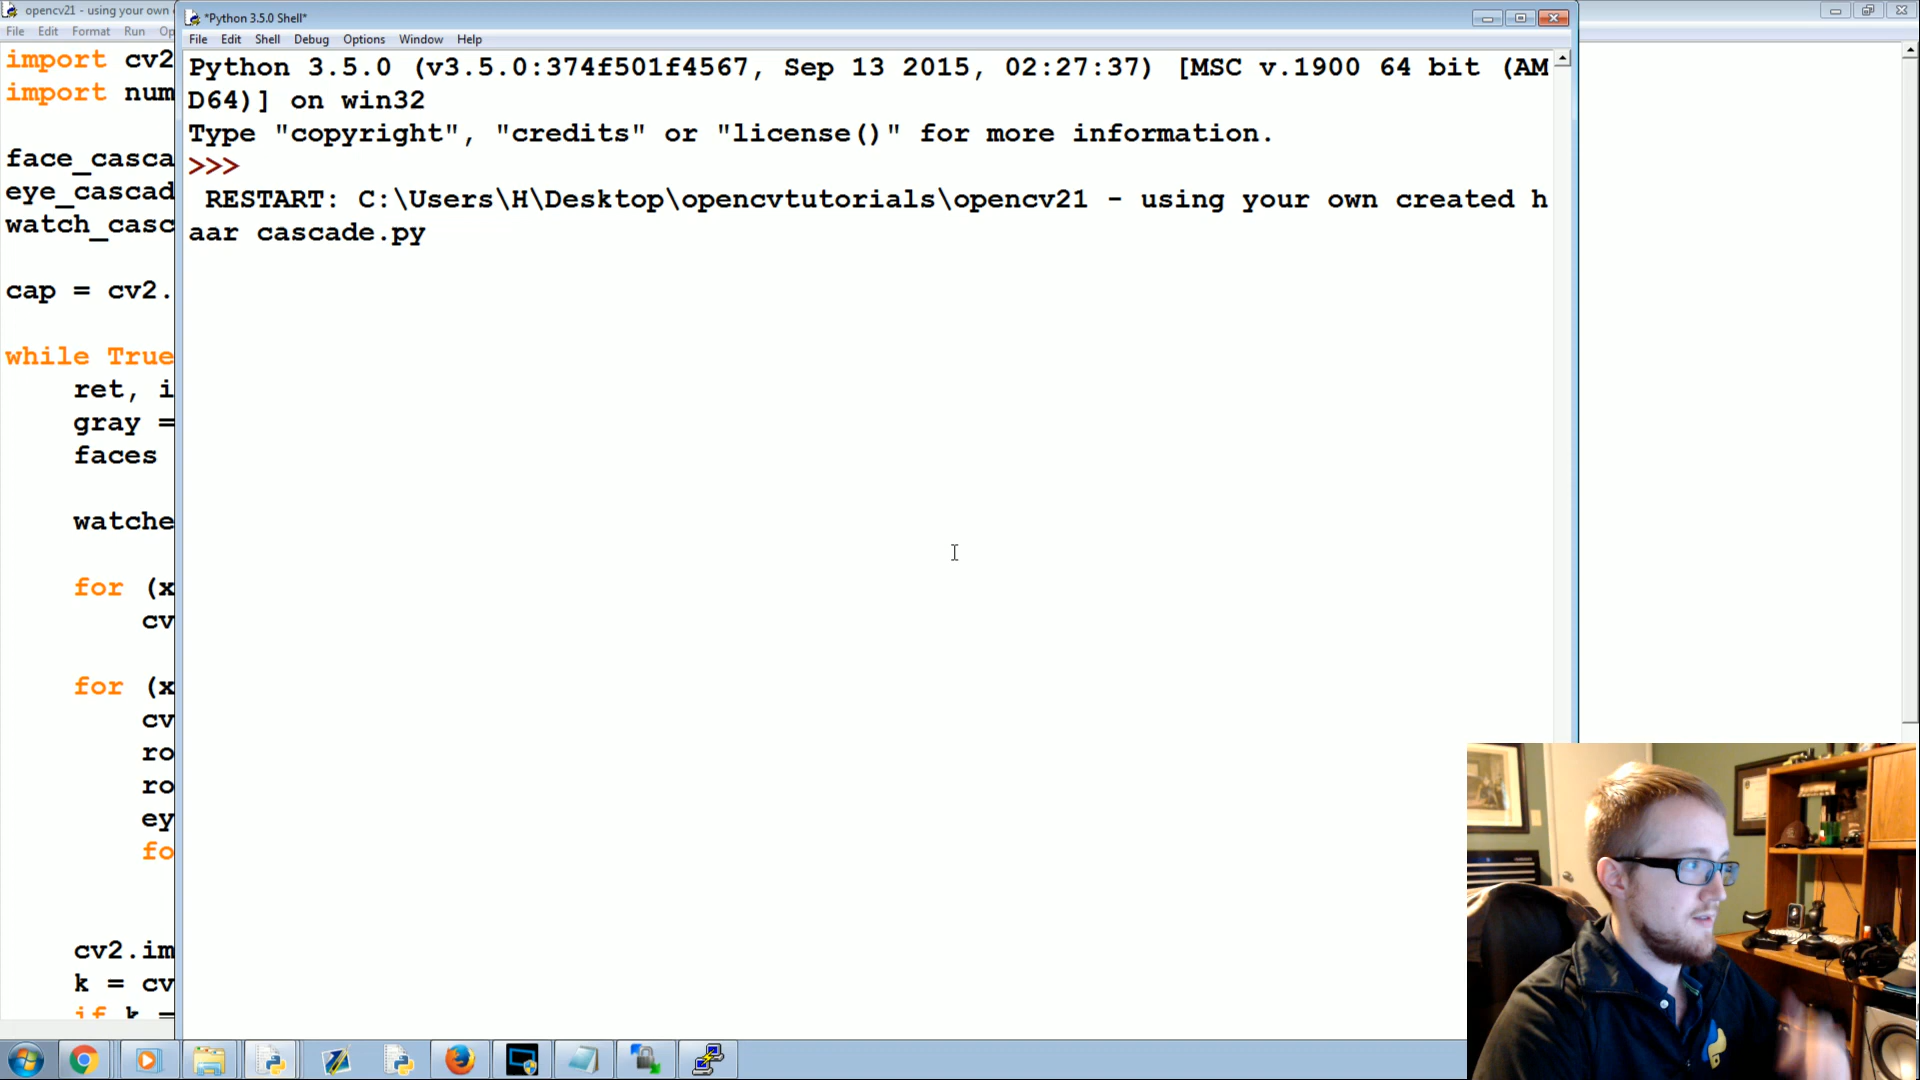 opencv21 - using your own
File Edit Format Run Op
import cv2
import num
face_casca
eye_cascad
watch_casc
cap = cv2.
while True
ret, i
gray =
faces
watche
for (x
cv
for (x
cv
ro
ro
ey
fo
cv2.im
k = cv
if k =
*Python 3.5.0 Shell*
File Edit Shell Debug Options Window Help
Python 3.5.0 (v3.5.0:374f501f4567, Sep 13 2015, 02:27:37) [MSC v.1900 64 bit (AM
D64)] on win32
Type "copyright", "credits" or "license()" for more information.
>>>
RESTART: C:\Users\H\Desktop\opencvtutorials\opencv21 - using your own created h
aar cascade.py